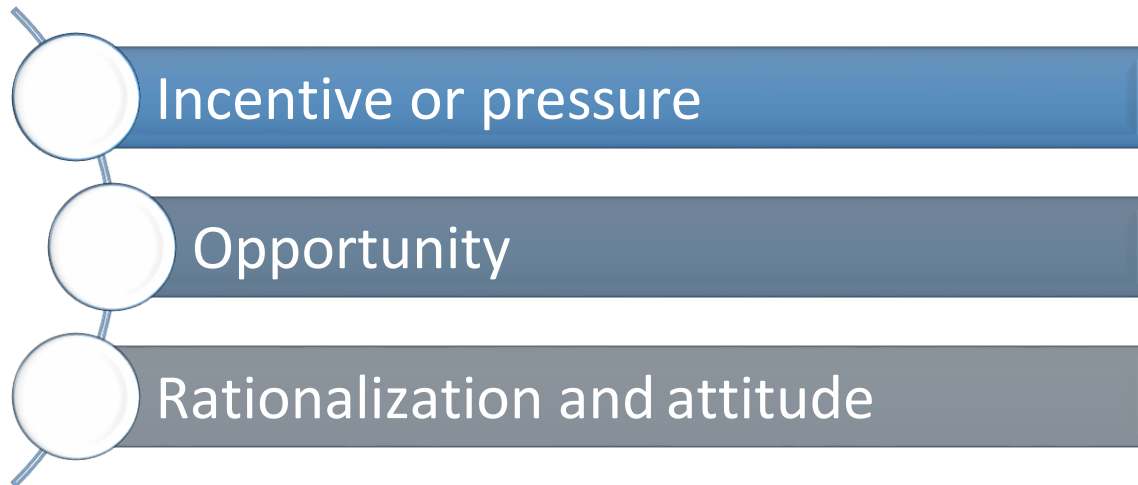 Incentive or pressure
Opportunity
Rationalization and attitude